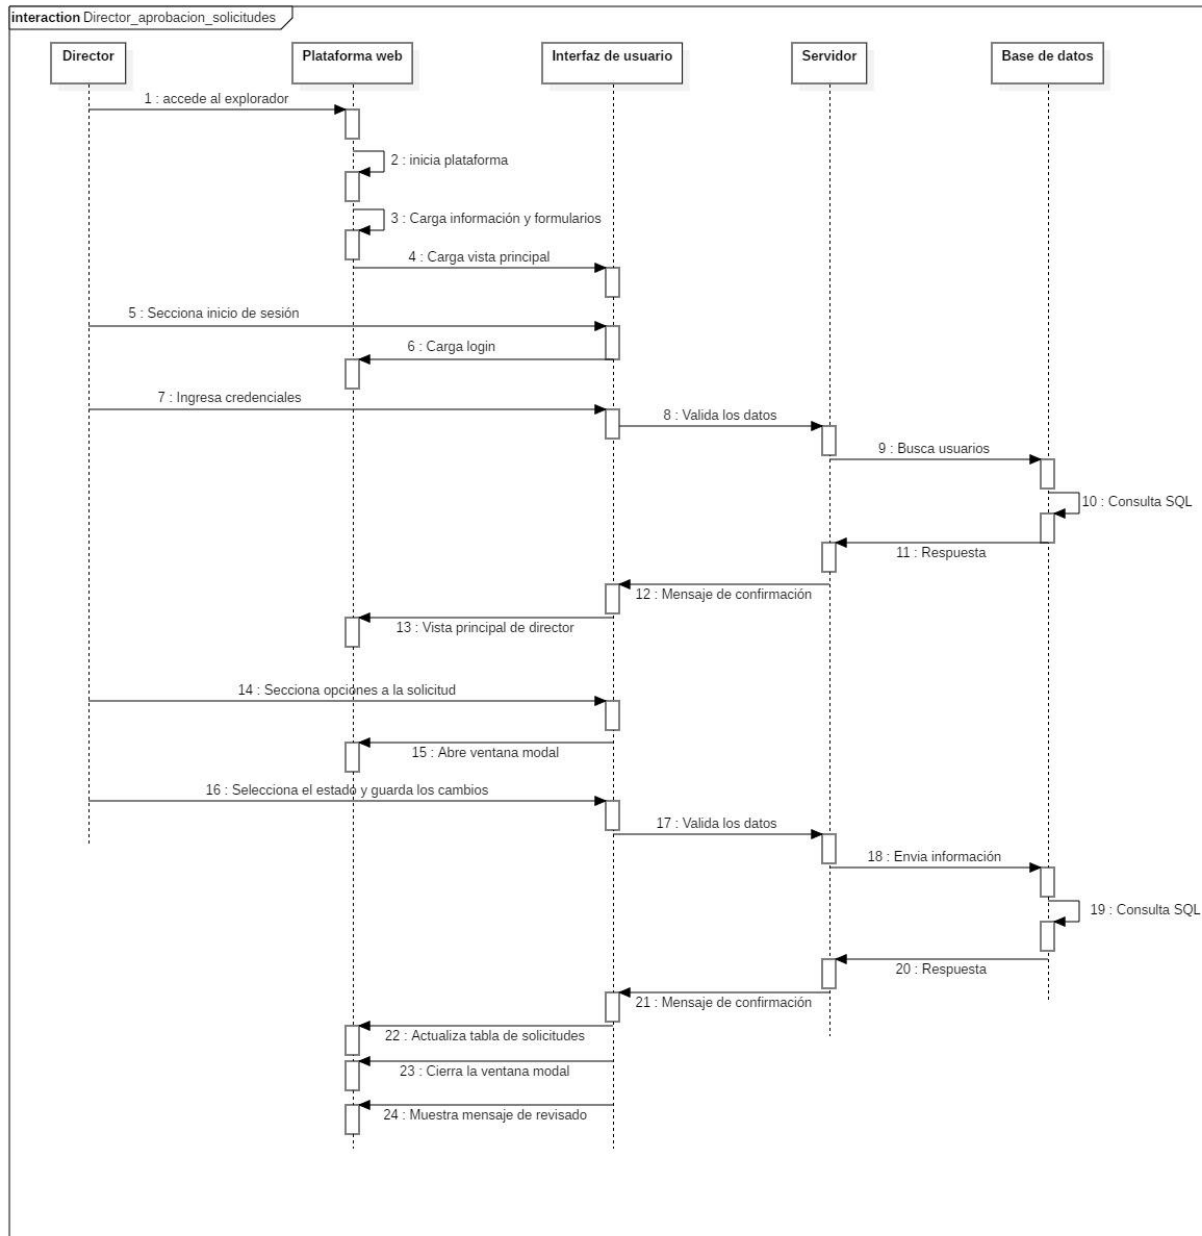 interaction Director_aprobacion_solicitudes
Director
Plataforma web
Interfaz de usuario
Servidor
Base de datos
1 : accede al explorador
2 : inicia plataforma
3 : Carga información y formularios
4 : Carga vista principal
5 : Secciona inicio de sesión
6 : Carga login
7 : Ingresa credenciales
8 : Valida los datos
9 : Busca usuarios
10 : Consulta SQL
11 : Respuesta
12 : Mensaje de confirmación
13 : Vista principal de director
14 : Secciona opciones a la solicitud
15 : Abre ventana modal
16 : Selecciona el estado y guarda los cambios
17 : Valida los datos
18 : Envia información
19 : Consulta SQL
20 : Respuesta
21 : Mensaje de confirmación
22 : Actualiza tabla de solicitudes
23 : Cierra la ventana modal
24 : Muestra mensaje de revisado